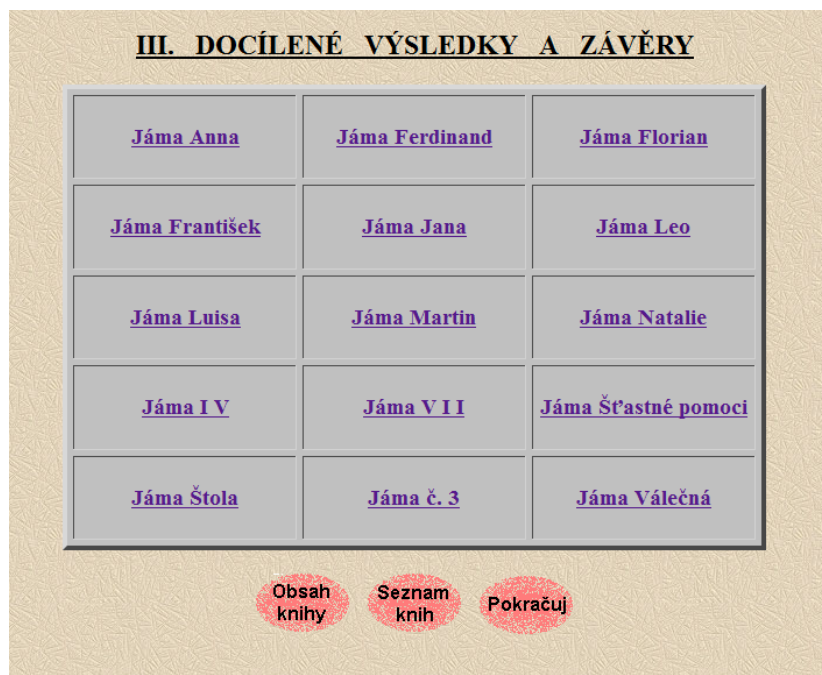 III. DOCÍLENÉ VÝSLEDKY A ZÁVĚRY
Jáma Anna
Jáma Ferdinand
Jáma Florian
Jáma František
Jáma Jana
Jáma Leo
Jáma Luisa
Jáma Martin
Jáma Natalie
Jáma I V
Jáma V I I
Jáma Šťastné pomoci
Jáma Štola
Jáma č. 3
Jáma Válečná
Obsah
knihy
Seznam
knih
Pokračuj